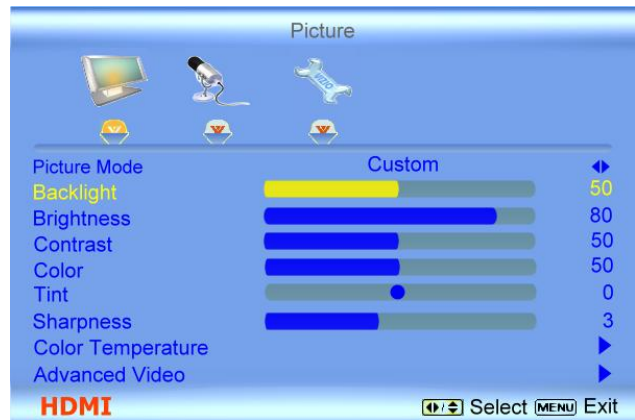 Picture
VIZIO
Picture Mode Custom
Backlight 50
Brightness 80
Contrast 50
Color 50
Tint 0
Sharpness 3
Color Temperature
Advanced Video
HDMI Select MENU Exit